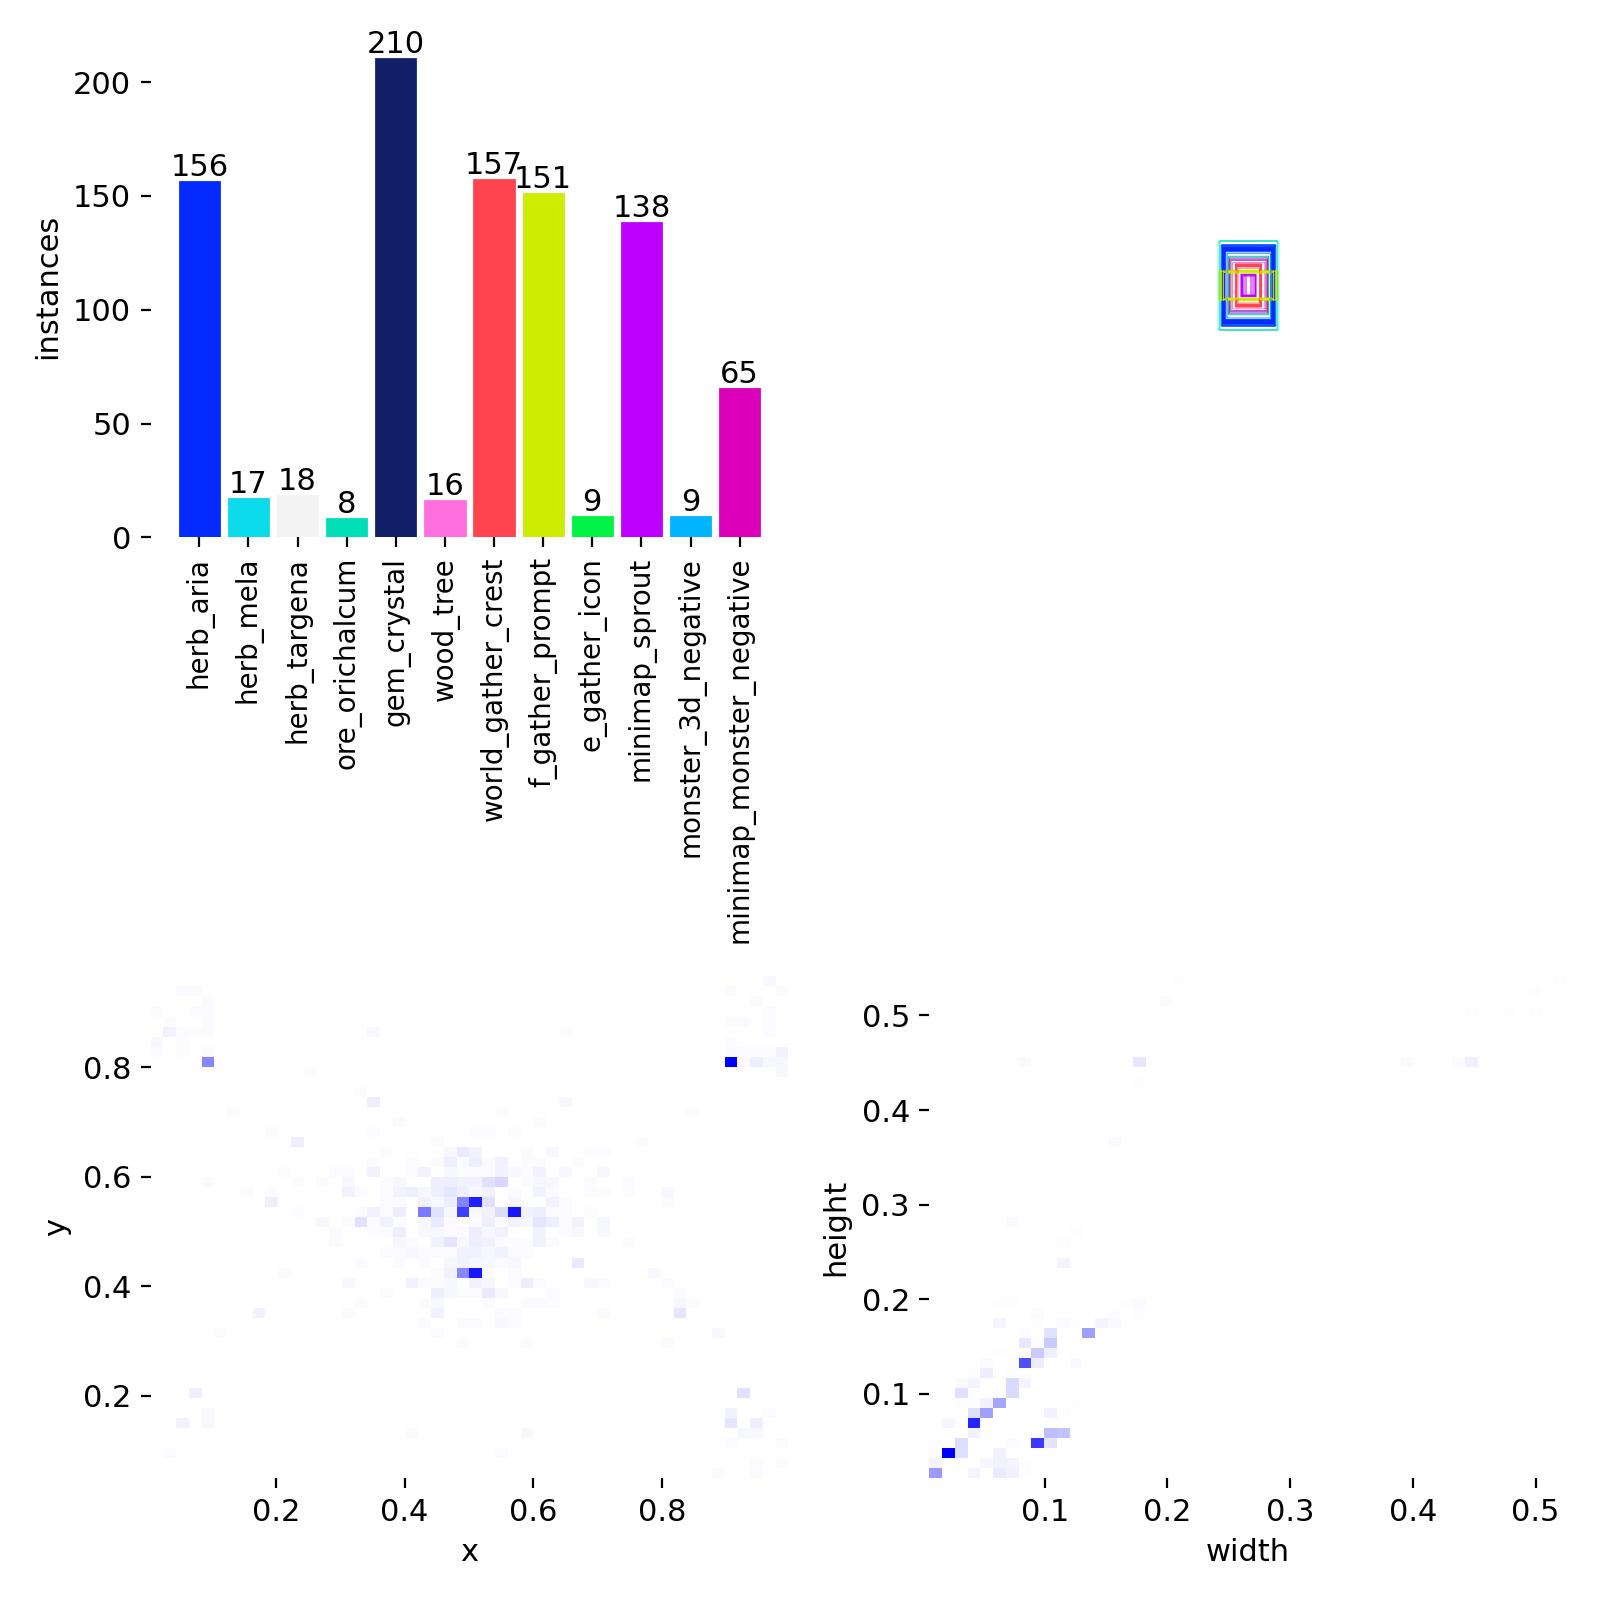 210
200
156
157
151
150
138
instances
100
65
50
17
18
8
16
9
9
0
herb_aria
herb_mela
herb_targena
ore_orichalcum
gem_crystal
wood_tree
world_gather_crest
f_gather_prompt
e_gather_icon
minimap_sprout
monster_3d_negative
minimap_monster_negative
0.8
0.6
y
0.4
0.2
0.2 0.4 0.6 0.8
x
0.5
0.4
0.3
height
0.2
0.1
0.1 0.2 0.3 0.4 0.5
width